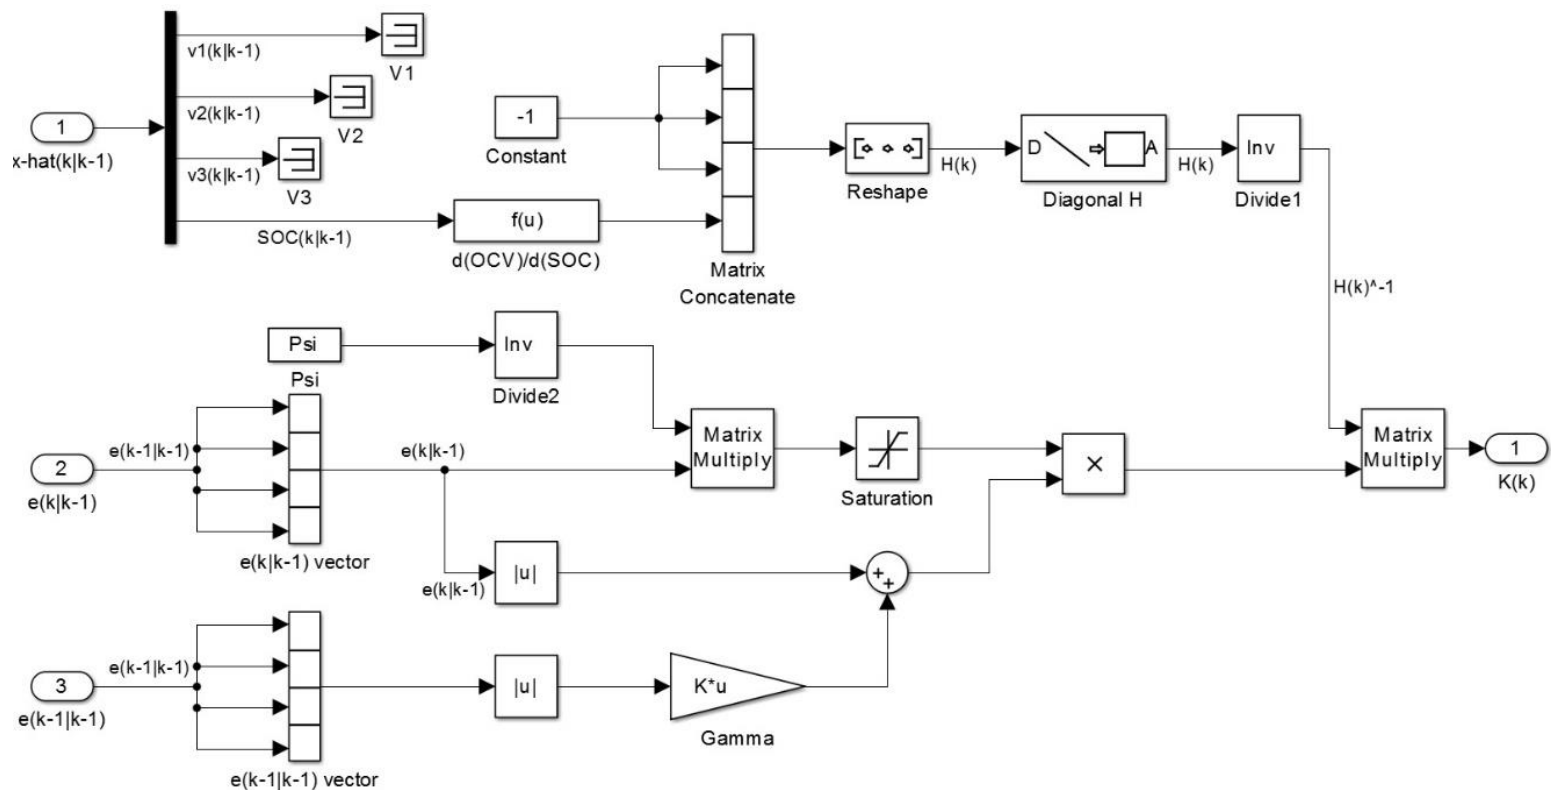 v1(k|k-1)
V1
v2(k|k-1)
V2
1
x-hat(k|k-1)
v3(k|k-1)
V3
SOC(k|k-1)
-1
Constant
f(u)
d(OCV)/d(SOC)
Matrix
Concatenate
Reshape
H(k)
D
A
Diagonal H
H(k)
Inv
Divide1
H(k)^-1
Psi
Psi
Inv
Divide2
2
e(k|k-1)
e(k-1|k-1)
e(k|k-1) vector
e(k|k-1)
Matrix
Multiply
Saturation
×
Matrix
Multiply
1
K(k)
e(k|k-1)
|u|
+
+
3
e(k-1|k-1)
e(k-1|k-1)
e(k-1|k-1) vector
|u|
K*u
Gamma